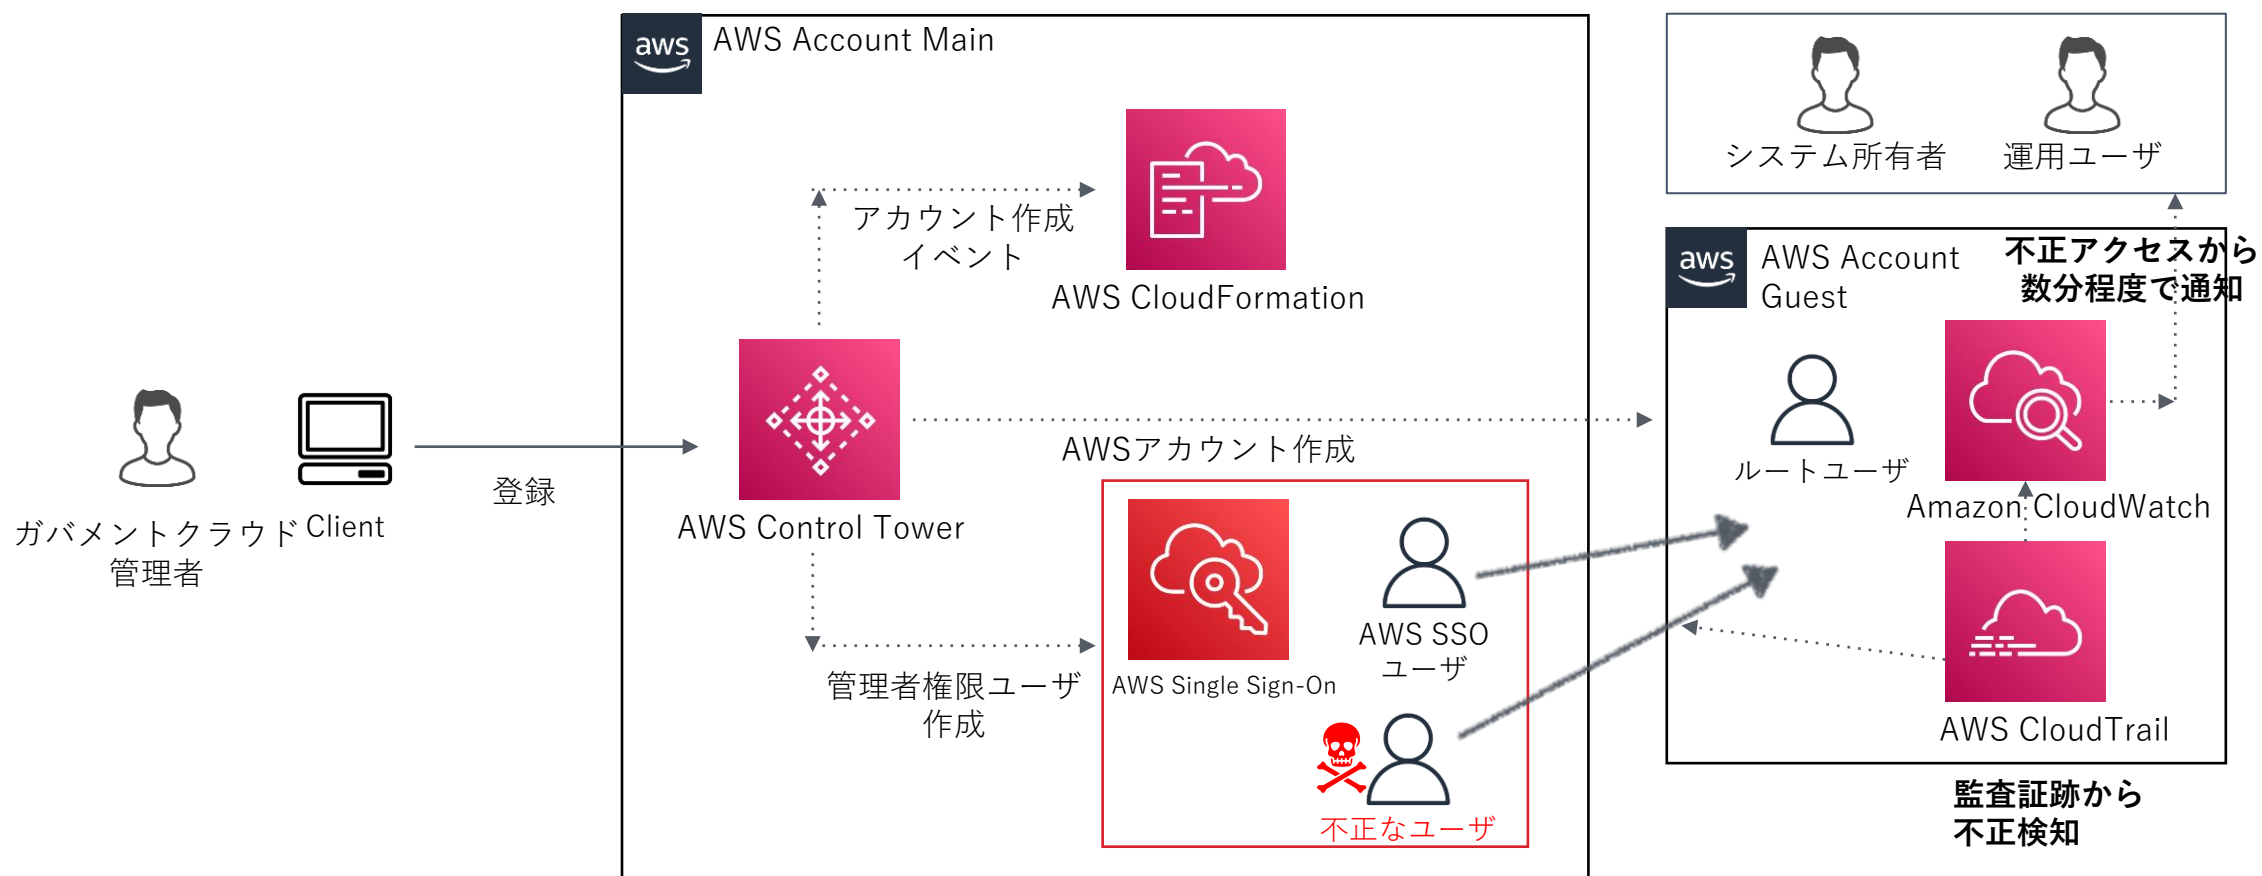 aws
AWS Account Main
システム所有者
運用ユーザ
アカウント作成
イベント
AWS CloudFormation
aws
AWS Account
Guest
不正アクセスから
数分程度で通知
ガバメントクラウド
管理者
Client
登録
AWS Control Tower
AWSアカウント作成
ルートユーザ
Amazon CloudWatch
管理者権限ユーザ
作成
AWS Single Sign-On
AWS SSO
ユーザ
不正なユーザ
AWS CloudTrail
監査証跡から
不正検知